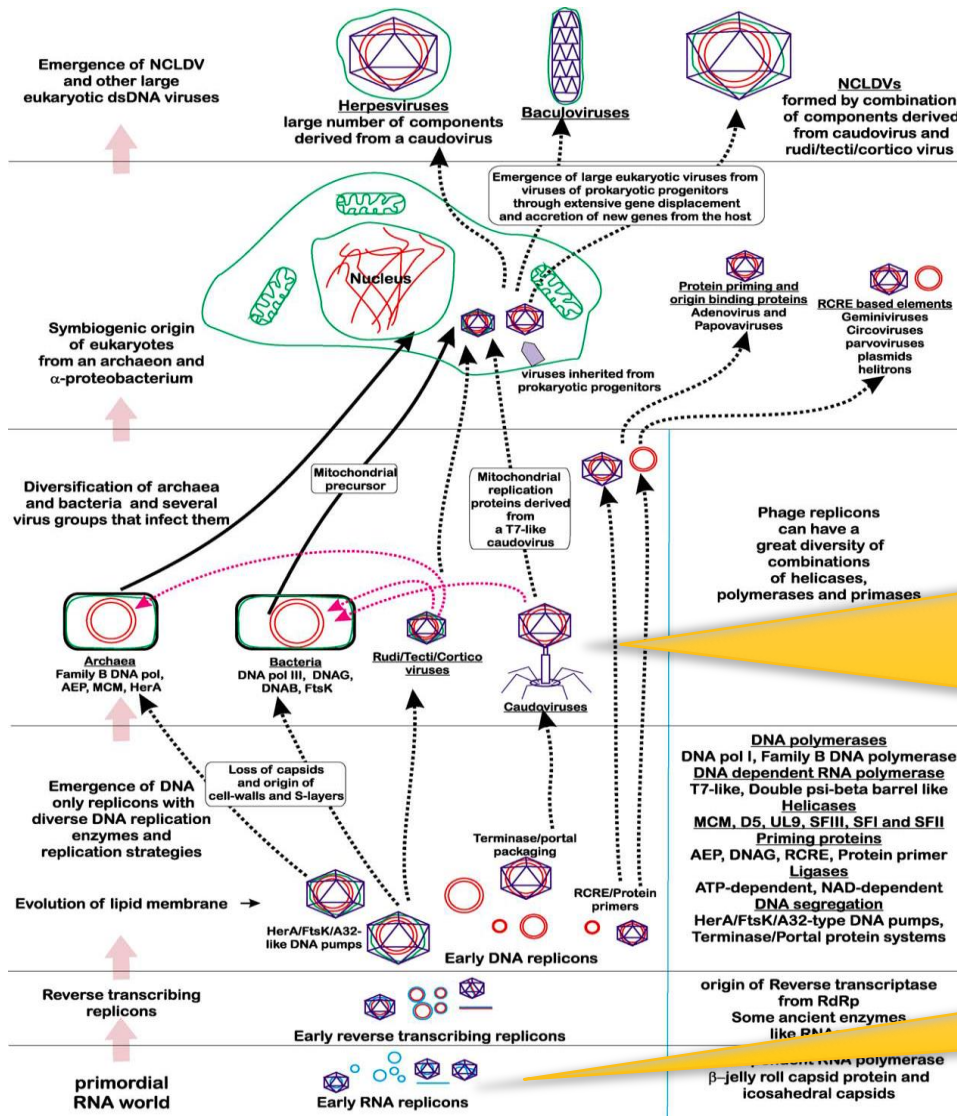 Emergence of NCLDV
and other large
eukaryotic dsDNA viruses
Herpesviruses
large number of components
derived from a caudovirus
Baculoviruses
NCLDVs
formed by combination
of components derived
from caudovirus and
rudi/tecti/cortico virus
Emergence of large eukaryotic viruses from
viruses of prokaryotic progenitors
through extensive gene displacement
and accretion of new genes from the host
Nucleus
Symbiogenic origin
of eukaryotes
from an archaeon and
α-proteobacterium
viruses inherited from
prokaryotic progenitors
Protein priming and
origin binding proteins
Adenovirus and
Papovaviruses
RCRE based elements
Geminiviruses
Circoviruses
parvoviruses
plasmids
helitrons
Diversification of archaea
and bacteria and several
virus groups that infect them
Mitochondrial
precursor
Mitochondrial
replication
proteins derived
from
a T7-like
caudovirus
Phage replicons
can have a
great diversity of
combinations
of helicases,
polymerases and primases
Archaea
Family B DNA pol,
AEP, MCM, HerA
Bacteria
DNA pol III, DNAG,
DNAB, FtsK
Rudi/Tecti/Cortico
viruses
Caudoviruses
Emergence of DNA
only replicons with
diverse DNA replication
enzymes and
replication strategies
Loss of capsids
and origin of
cell-walls and S-layers
Evolution of lipid membrane
HerA/FtsK/A32-
like DNA pumps
Terminase/portal
packaging
RCRE/Protein
primers
Early DNA replicons
DNA polymerases
DNA pol I, Family B DNA polymerase
DNA dependent RNA polymerase
T7-like, Double psi-beta barrel like
Helicases
MCM, D5, UL9, SFIII, SFI and SFII
Priming proteins
AEP, DNAG, RCRE, Protein primer
Ligases
ATP-dependent, NAD-dependent
DNA segregation
HerA/FtsK/A32-type DNA pumps,
Terminase/Portal protein systems
Reverse transcribing
replicons
Early reverse transcribing replicons
origin of Reverse transcriptase
from RdRp
Some ancient enzymes
like
primordial
RNA world
Early RNA replicons
RNA polymerase
β-jelly roll capsid protein and
icosahedral capsids